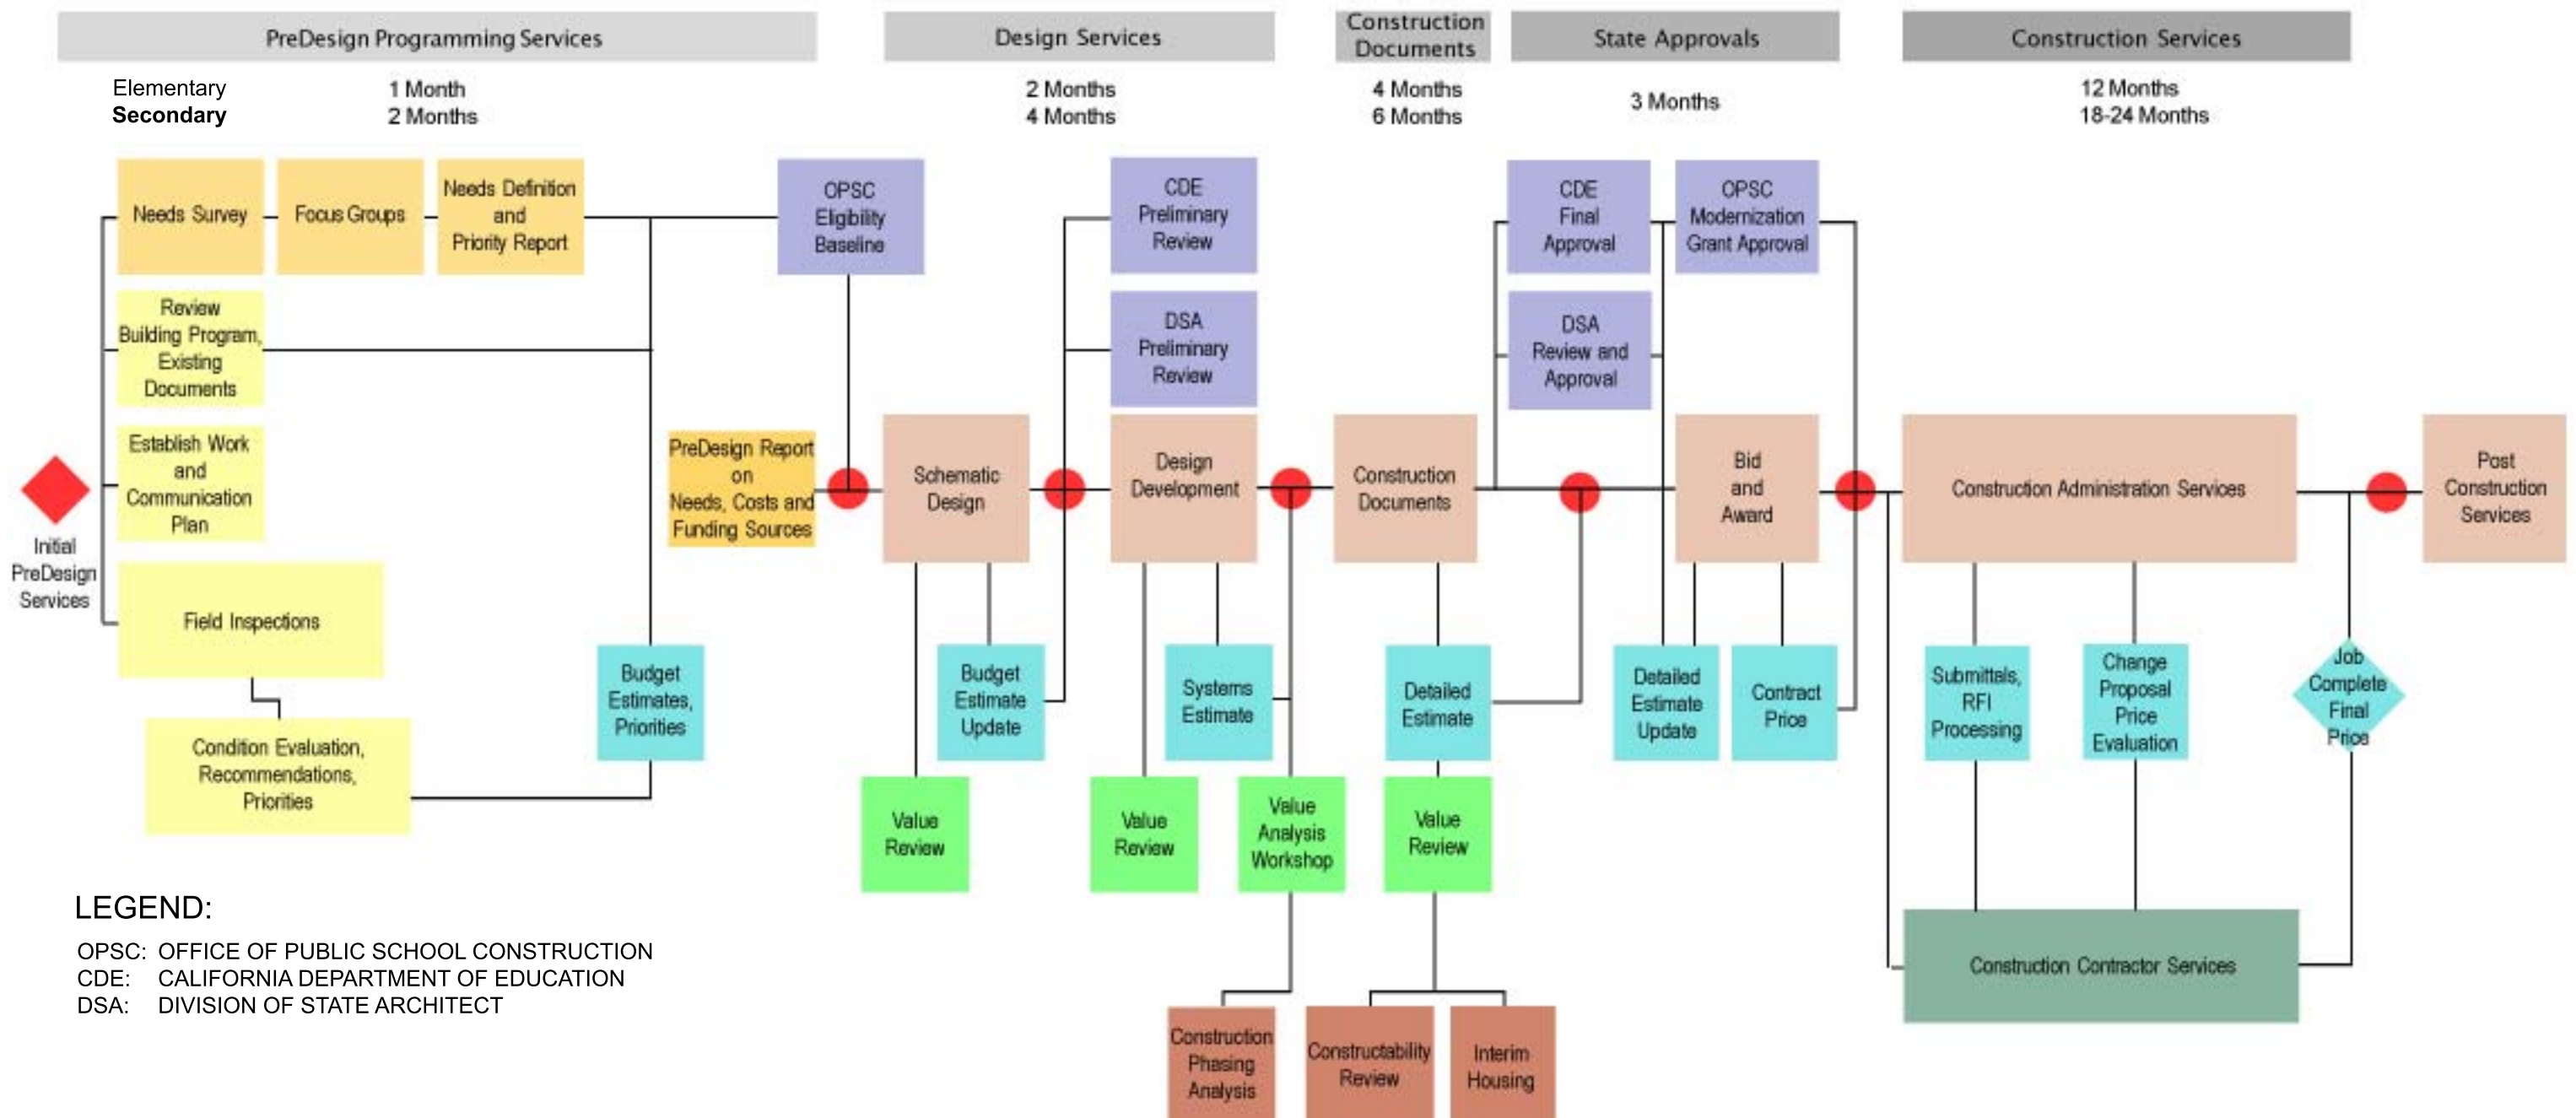 PreDesign Programming Services
Design Services
Construction
Documents
State Approvals
Construction Services
Elementary 1 Month 2 Months 4 Months 3 Months 12 Months
Secondary 2 Months 4 Months 6 Months 18-24 Months
Needs Survey
Focus Groups
Needs Definition
and
Priority Report
OPSC
Eligibility
Baseline
CDE
Preliminary
Review
CDE
Final
Approval
OPSC
Modernization
Grant Approval
Review
Building Program,
Existing
Documents
DSA
Preliminary
Review
DSA
Review and
Approval
Establish Work
and
Communication
Plan
Initial
PreDesign
Services
PreDesign Report
on
Needs, Costs and
Funding Sources
Schematic
Design
Design
Development
Construction
Documents
Bid
and
Award
Construction Administration Services
Post
Construction
Services
Field Inspections
Budget
Estimates,
Priorities
Budget
Estimate
Update
Systems
Estimate
Detailed
Estimate
Detailed
Estimate
Update
Contract
Price
Submittals,
RFI
Processing
Change
Proposal
Price
Evaluation
Job
Complete
Final
Price
Condition Evaluation,
Recommendations,
Priorities
Value
Review
Value
Review
Value
Analysis
Workshop
Value
Review
LEGEND:
OPSC: OFFICE OF PUBLIC SCHOOL CONSTRUCTION
CDE: CALIFORNIA DEPARTMENT OF EDUCATION
DSA: DIVISION OF STATE ARCHITECT
Construction Contractor Services
Construction
Phasing
Analysis
Constructability
Review
Interim
Housing